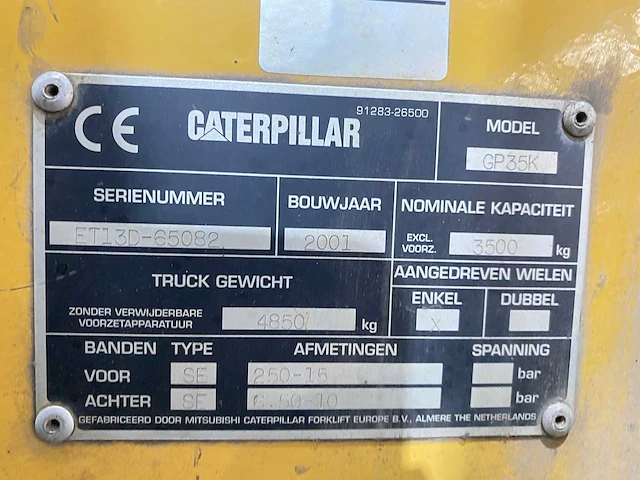 91283-26500
CE CATERPILLAR
MODEL
GP35K
SERIENUMMER
ET13D-65082
BOUWJAAR
2001
NOMINALE KAPACITEIT
EXCL. VOORZ. 3500 kg
TRUCK GEWICHT
ZONDER VERWIJDERBARE
VOORZETAPPARATUUR 4850 kg
AANGEDREVEN WIELEN
ENKEL DUBBEL
X
BANDEN TYPE AFMETINGEN SPANNING
VOOR SE 250-15 bar
ACHTER SE 6.50-10 bar
GEFABRICEERD DOOR MITSUBISHI CATERPILLAR FORKLIFT EUROPE B.V., ALMERE THE NETHERLANDS